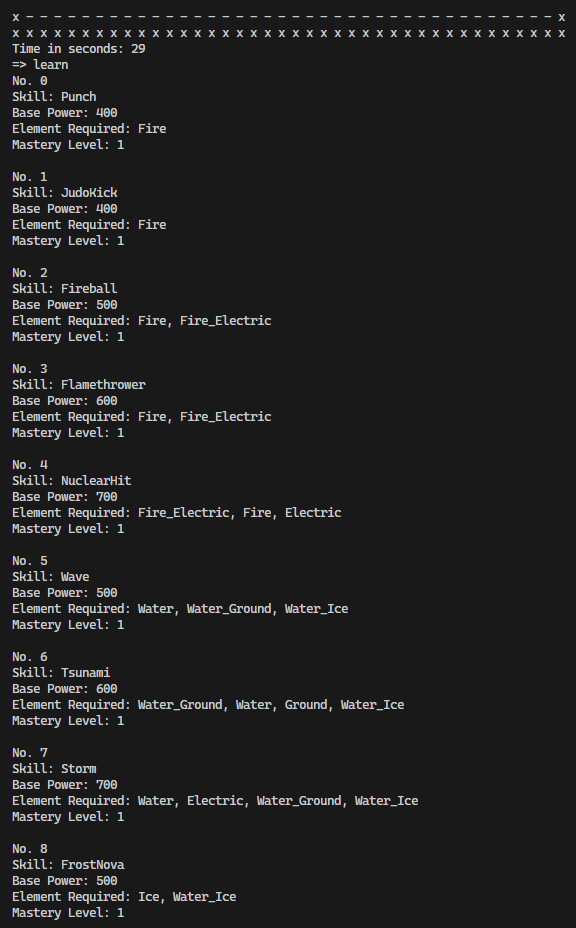 x - - - - - - - - - - - - - - - - - - - - - - - - - - - - - - - - - - - - - - x
x x x x x x x x x x x x x x x x x x x x x x x x x x x x x x x x x x x x x x x x
Time in seconds: 29
=> learn
No. 0
Skill: Punch
Base Power: 400
Element Required: Fire
Mastery Level: 1

No. 1
Skill: JudoKick
Base Power: 400
Element Required: Fire
Mastery Level: 1

No. 2
Skill: Fireball
Base Power: 500
Element Required: Fire, Fire_Electric
Mastery Level: 1

No. 3
Skill: Flamethrower
Base Power: 600
Element Required: Fire, Fire_Electric
Mastery Level: 1

No. 4
Skill: NuclearHit
Base Power: 700
Element Required: Fire_Electric, Fire, Electric
Mastery Level: 1

No. 5
Skill: Wave
Base Power: 500
Element Required: Water, Water_Ground, Water_Ice
Mastery Level: 1

No. 6
Skill: Tsunami
Base Power: 600
Element Required: Water_Ground, Water, Ground, Water_Ice
Mastery Level: 1

No. 7
Skill: Storm
Base Power: 700
Element Required: Water, Electric, Water_Ground, Water_Ice
Mastery Level: 1

No. 8
Skill: FrostNova
Base Power: 500
Element Required: Ice, Water_Ice
Mastery Level: 1